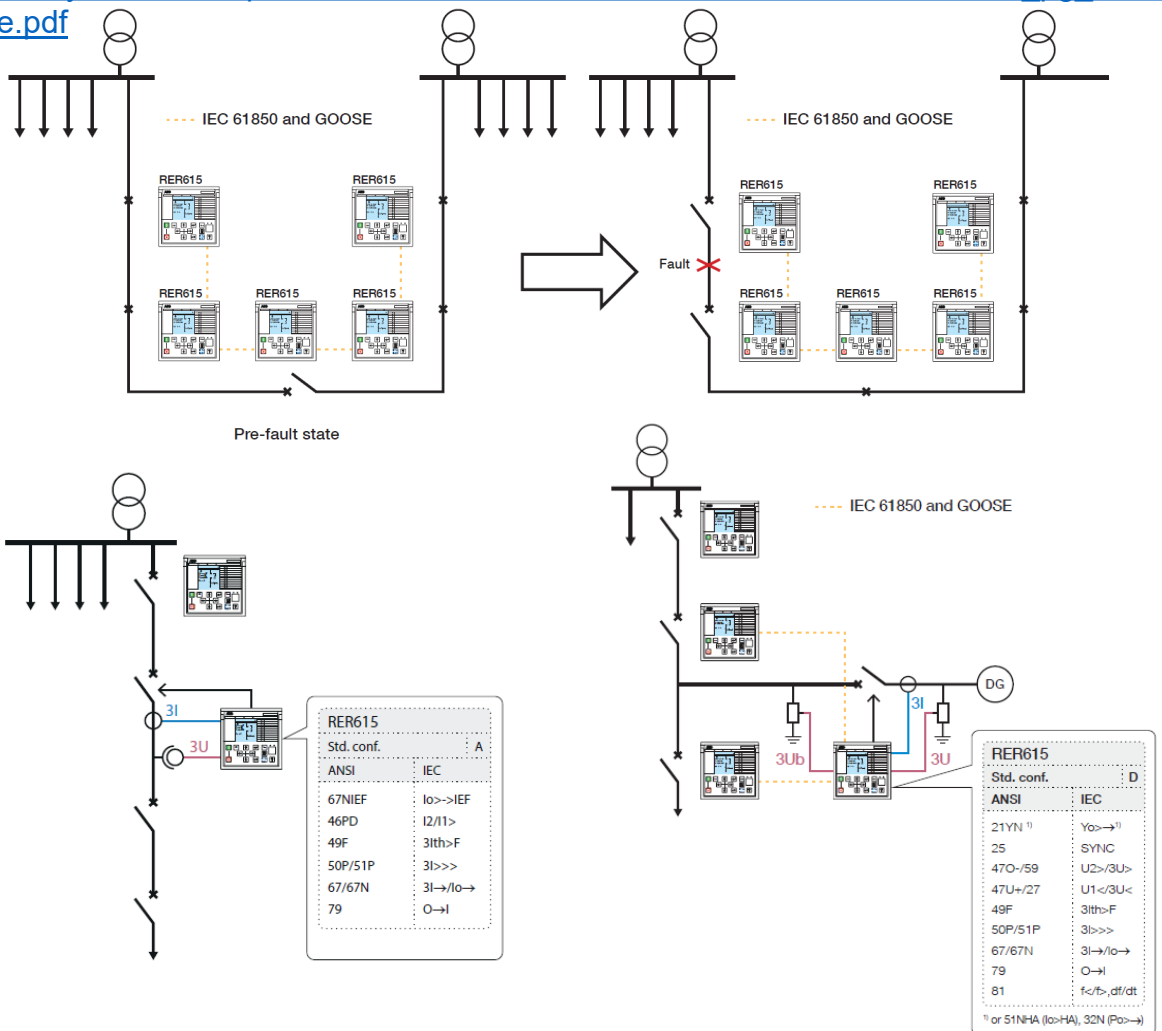 e.pdf
IEC 61850 and GOOSE
RER615
RER615
RER615
RER615
RER615
Pre-fault state
IEC 61850 and GOOSE
RER615
RER615
Fault
RER615
RER615
RER615
3I
3U
RER615
Std. conf. A
ANSI IEC
67NIEF Io>->IEF
46PD I2/I1>
49F 3Ith>F
50P/51P 3I>>>
67/67N 3I→/Io→
79 O→I
IEC 61850 and GOOSE
DG
3I
3Ub
3U
RER615
Std. conf. D
ANSI IEC
21YN ¹⁾ Yo>→¹⁾
25 SYNC
47O-/59 U2>/3U>
47U+/27 U1</3U<
49F 3Ith>F
50P/51P 3I>>>
67/67N 3I→/Io→
79 O→I
81 f</f>,df/dt
¹⁾ or 51NHA (Io>HA), 32N (Po>→)